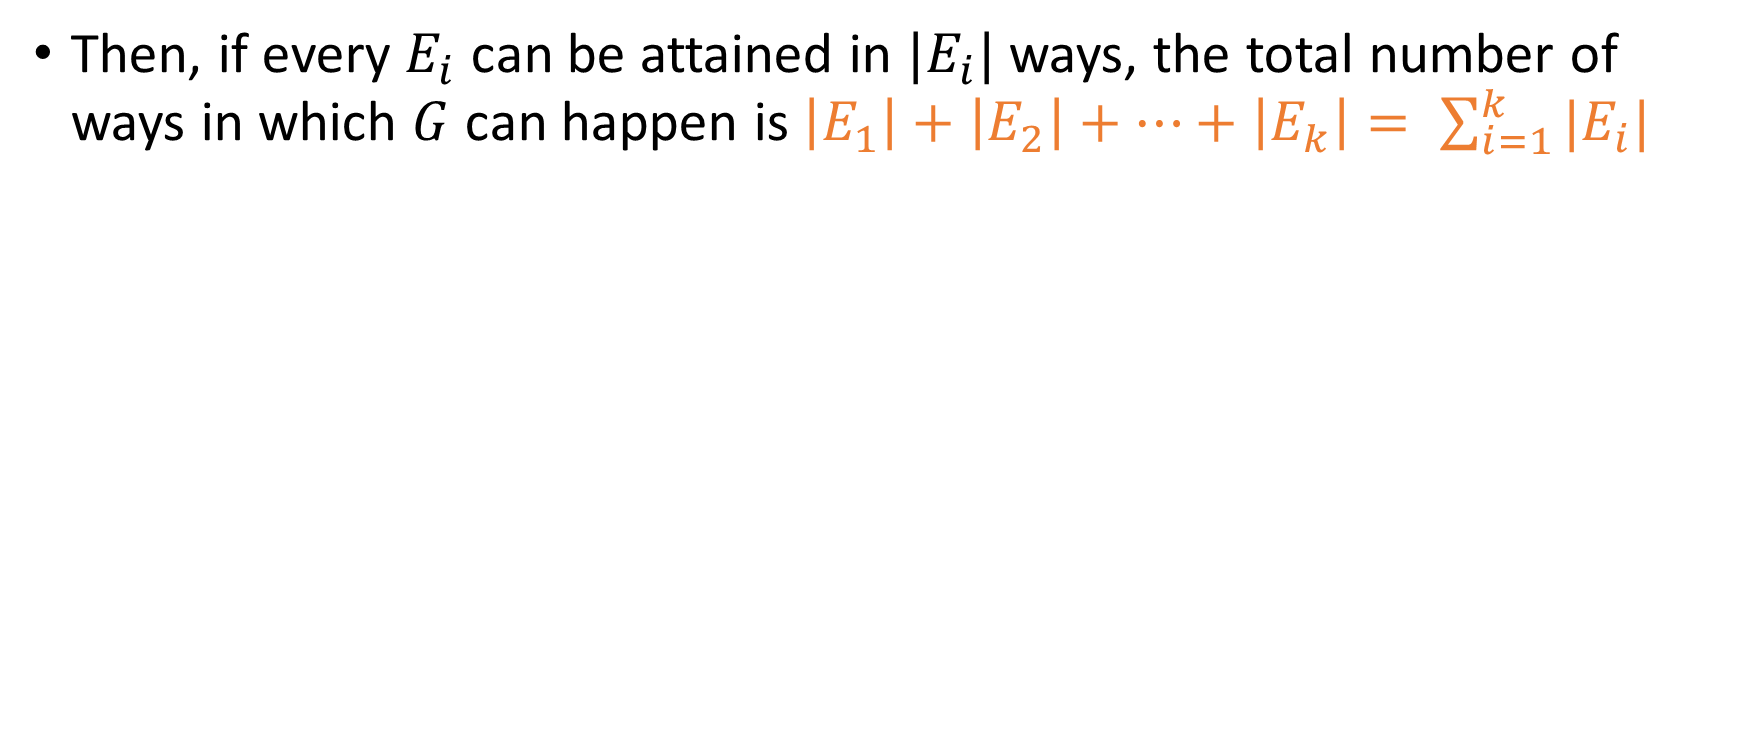 • Then, if every 𝐸ᵢ can be attained in |𝐸ᵢ| ways, the total number of
ways in which 𝐺 can happen is |𝐸₁| + |𝐸₂| + ⋯ + |𝐸ₖ| = ∑ᵏᵢ₌₁ |𝐸ᵢ|